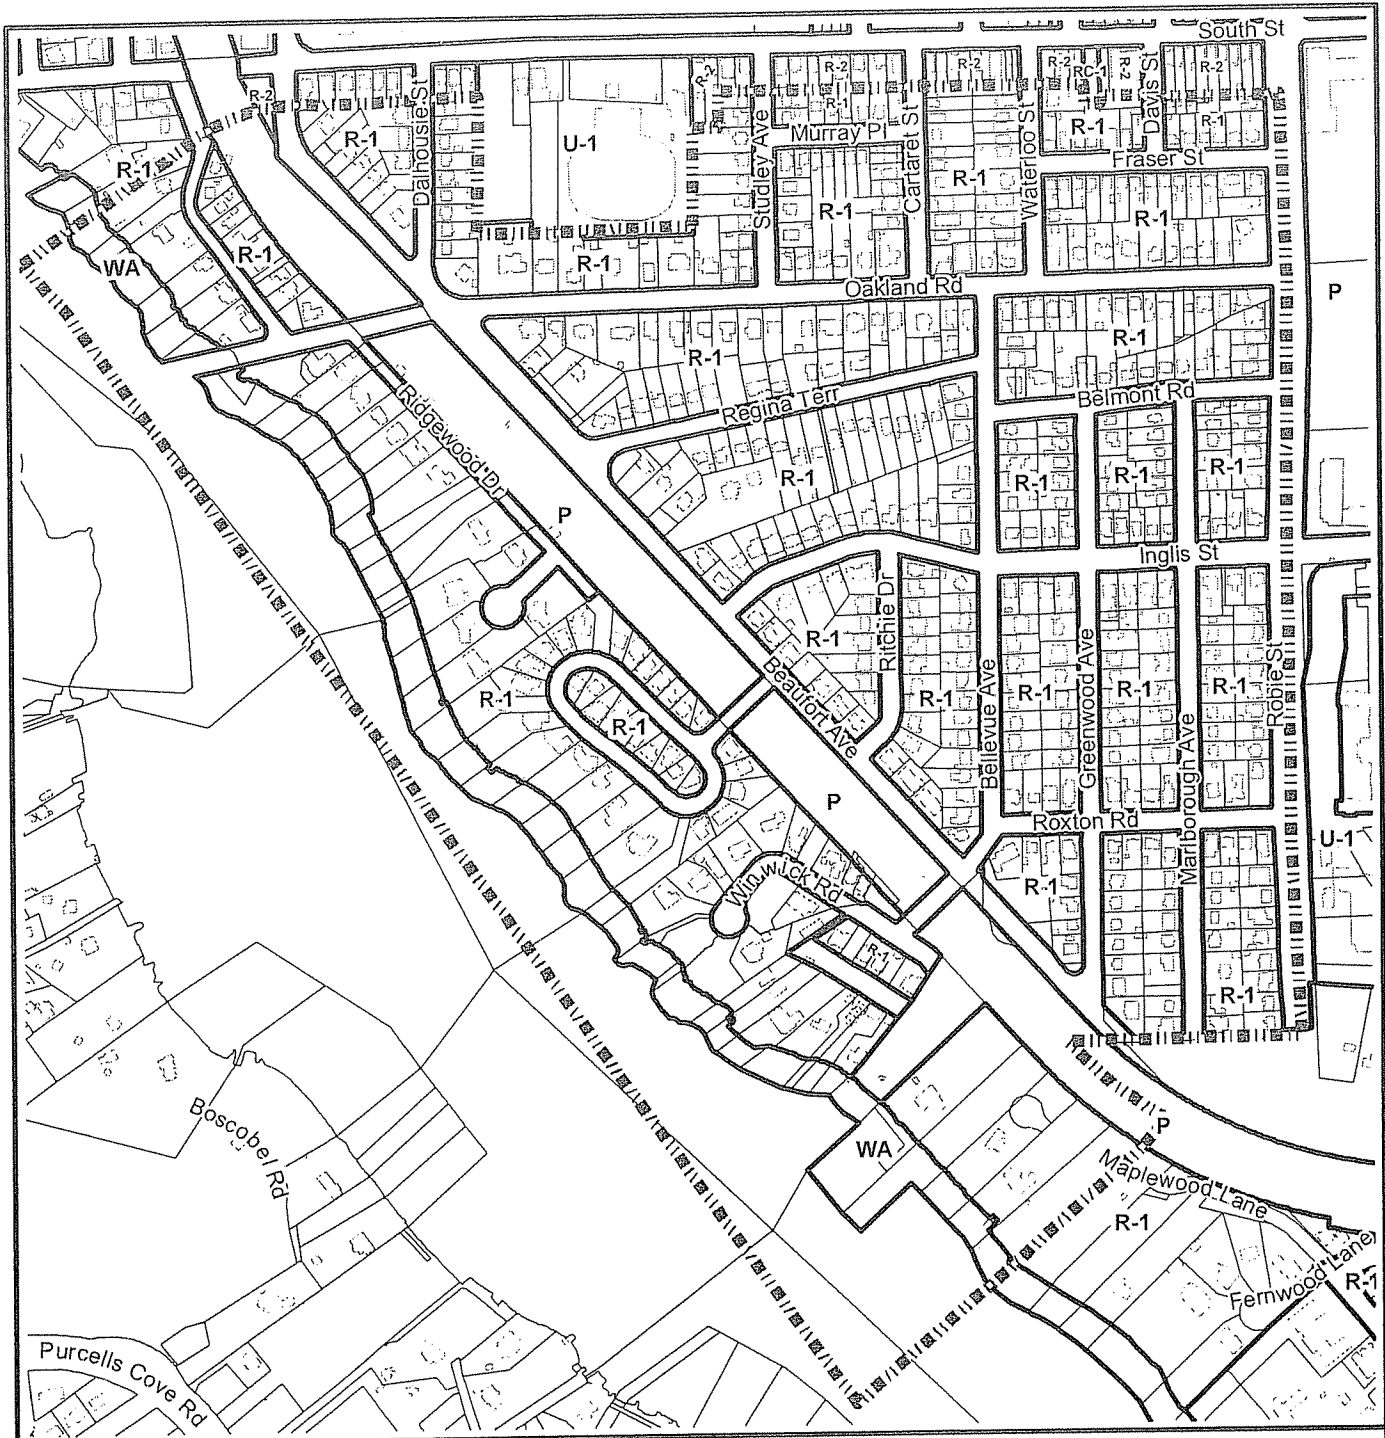 South St
R-2
R-2
R-2
R-2
RC-1
R-2
R-2
R-2
R-1
Dalhousie St
U-1
Studley Ave
R-1
Murray Pl
Cartaret St
Waterloo St
R-1
Davis St
R-1
Fraser St
R-1
R-1
R-1
R-1
R-1
WA
R-1
Oakland Rd
P
R-1
R-1
Regina Terr
Belmont Rd
Ridgewood Dr
R-1
R-1
R-1
R-1
P
Inglis St
Ritchie Dr
R-1
R-1
R-1
Beaufort Ave
R-1
Bellevue Ave
R-1
Greenwood Ave
R-1
Marlborough Ave
R-1
Robie St
P
Roxton Rd
U-1
Winwick Rd
R-1
R-1
R-1
Boscobel Rd
WA
P
Maplewood Lane
R-1
Fernwood Lane
R-1
Purcells Cove Rd